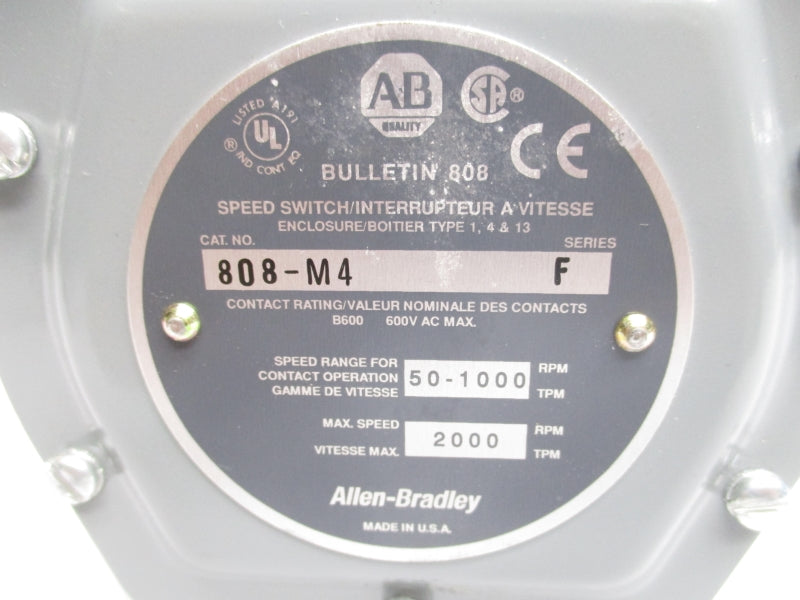 AB
QUALITY
SA ®
LISTED A191
UL
® IND CONT EQ
CE
BULLETIN 808
SPEED SWITCH/INTERRUPTEUR A VITESSE
ENCLOSURE/BOITIER TYPE 1, 4 & 13
CAT. NO. SERIES
808-M4 F
CONTACT RATING/VALEUR NOMINALE DES CONTACTS
B600 600V AC MAX.
SPEED RANGE FOR
CONTACT OPERATION
GAMME DE VITESSE
50-1000
RPM
TPM
MAX. SPEED
VITESSE MAX.
2000
RPM
TPM
Allen-Bradley
MADE IN U.S.A.